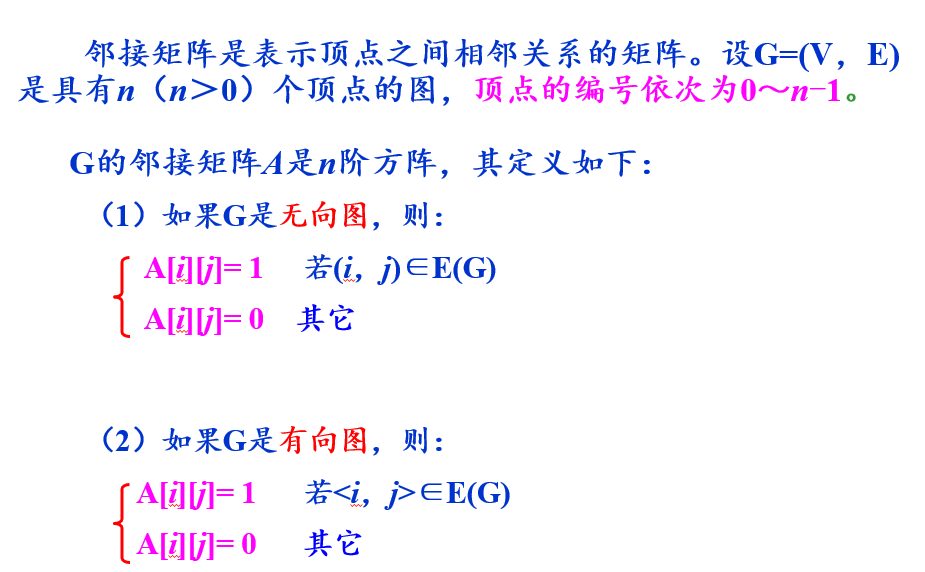 邻接矩阵是表示顶点之间相邻关系的矩阵。设G=(V，E)
是具有n（n＞0）个顶点的图，顶点的编号依次为0～n-1。
G的邻接矩阵A是n阶方阵，其定义如下：
（1）如果G是无向图，则：
A[i][j]= 1 若(i，j)∈E(G)
A[i][j]= 0 其它
（2）如果G是有向图，则：
A[i][j]= 1 若<i，j>∈E(G)
A[i][j]= 0 其它